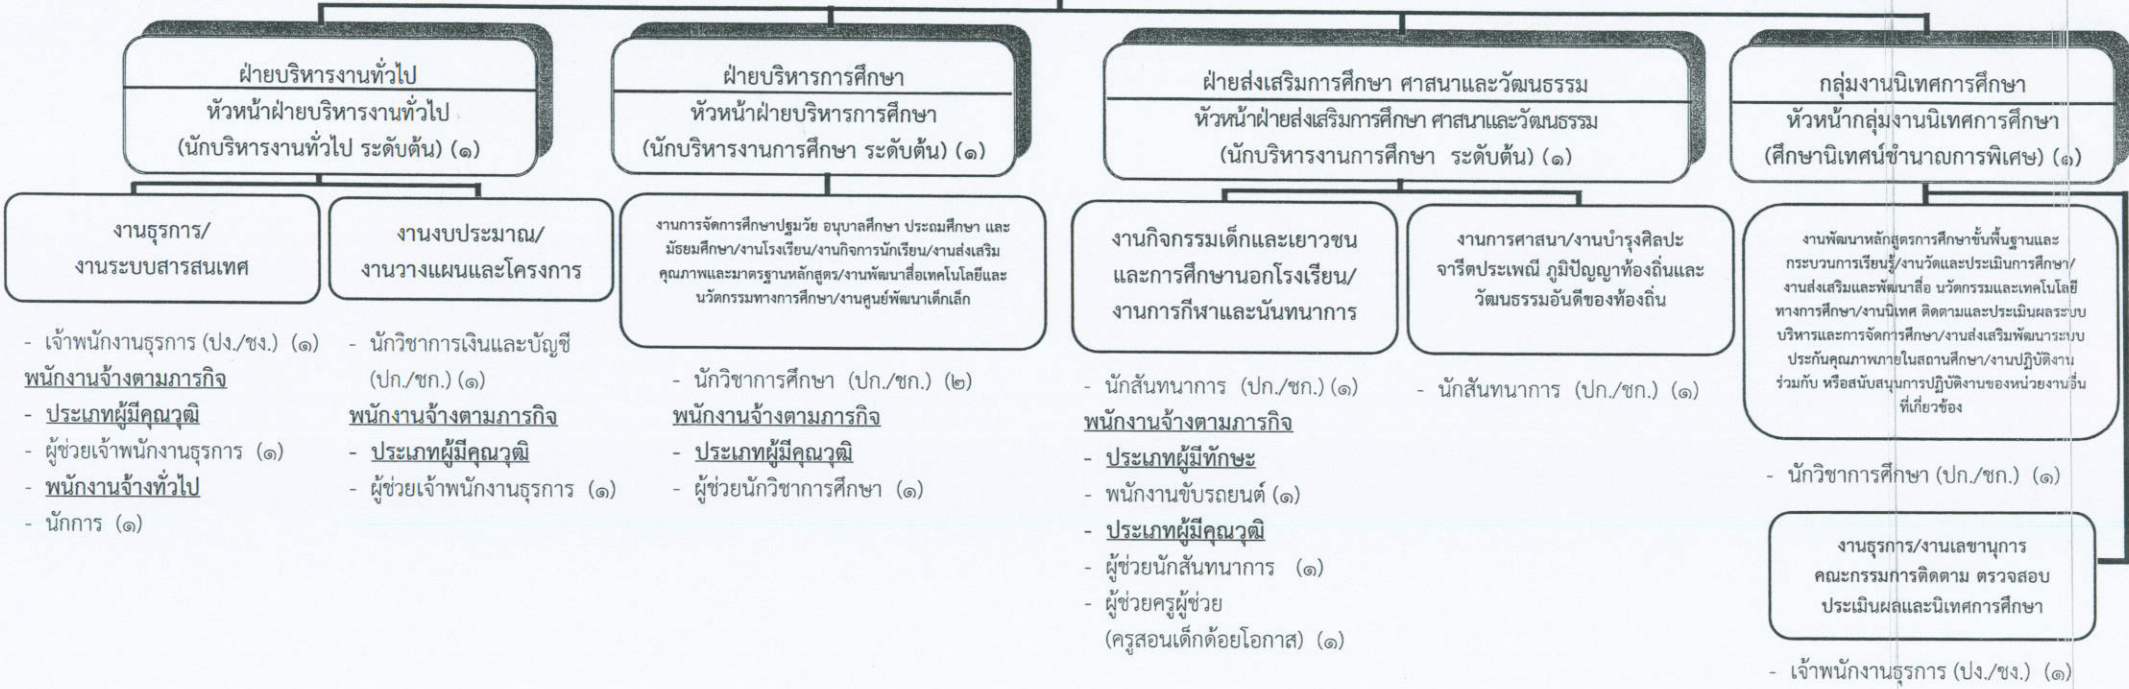 ฝ่ายบริหารงานทั่วไป
หัวหน้าฝ่ายบริหารงานทั่วไป
(นักบริหารงานทั่วไป ระดับต้น) (๑)
งานธุรการ/
งานระบบสารสนเทศ
- เจ้าพนักงานธุรการ (ปง./ชง.) (๑)
พนักงานจ้างตามภารกิจ
- ประเภทผู้มีคุณวุฒิ
- ผู้ช่วยเจ้าพนักงานธุรการ (๑)
- พนักงานจ้างทั่วไป
- นักการ (๑)
งานงบประมาณ/
งานวางแผนและโครงการ
- นักวิชาการเงินและบัญชี
(ปก./ชก.) (๑)
พนักงานจ้างตามภารกิจ
- ประเภทผู้มีคุณวุฒิ
- ผู้ช่วยเจ้าพนักงานธุรการ (๑)
ฝ่ายบริหารการศึกษา
หัวหน้าฝ่ายบริหารการศึกษา
(นักบริหารงานการศึกษา ระดับต้น) (๑)
งานการจัดการศึกษาปฐมวัย อนุบาลศึกษา ประถมศึกษา และ
มัธยมศึกษา/งานโรงเรียน/งานกิจการนักเรียน/งานส่งเสริม
คุณภาพและมาตรฐานหลักสูตร/งานพัฒนาสื่อเทคโนโลยีและ
นวัตกรรมทางการศึกษา/งานศูนย์พัฒนาเด็กเล็ก
- นักวิชาการศึกษา (ปก./ชก.) (๒)
พนักงานจ้างตามภารกิจ
- ประเภทผู้มีคุณวุฒิ
- ผู้ช่วยนักวิชาการศึกษา (๑)
ฝ่ายส่งเสริมการศึกษา ศาสนาและวัฒนธรรม
หัวหน้าฝ่ายส่งเสริมการศึกษา ศาสนาและวัฒนธรรม
(นักบริหารงานการศึกษา ระดับต้น) (๑)
งานกิจกรรมเด็กและเยาวชน
และการศึกษานอกโรงเรียน/
งานการกีฬาและนันทนาการ
- นักสันทนาการ (ปก./ชก.) (๑)
พนักงานจ้างตามภารกิจ
- ประเภทผู้มีทักษะ
- พนักงานขับรถยนต์ (๑)
- ประเภทผู้มีคุณวุฒิ
- ผู้ช่วยนักสันทนาการ (๑)
- ผู้ช่วยครูผู้ช่วย
(ครูสอนเด็กด้อยโอกาส) (๑)
งานการศาสนา/งานบำรุงศิลปะ
จารีตประเพณี ภูมิปัญญาท้องถิ่นและ
วัฒนธรรมอันดีของท้องถิ่น
- นักสันทนาการ (ปก./ชก.) (๑)
กลุ่มงานนิเทศการศึกษา
หัวหน้ากลุ่มงานนิเทศการศึกษา
(ศึกษานิเทศน์ชำนาญการพิเศษ) (๑)
งานพัฒนาหลักสูตรการศึกษาขั้นพื้นฐานและ
กระบวนการเรียนรู้/งานวัดและประเมินการศึกษา/
งานส่งเสริมและพัฒนาสื่อ นวัตกรรมและเทคโนโลยี
ทางการศึกษา/งานนิเทศ ติดตามและประเมินผลระบบ
บริหารและการจัดการศึกษา/งานส่งเสริมพัฒนาระบบ
ประกันคุณภาพภายในสถานศึกษา/งานปฏิบัติงาน
ร่วมกับ หรือสนับสนุนการปฏิบัติงานของหน่วยงานอื่น
ที่เกี่ยวข้อง
- นักวิชาการศึกษา (ปก./ชก.) (๑)
งานธุรการ/งานเลขานุการ
คณะกรรมการติดตาม ตรวจสอบ
ประเมินผลและนิเทศการศึกษา
- เจ้าพนักงานธุรการ (ปง./ชง.) (๑)